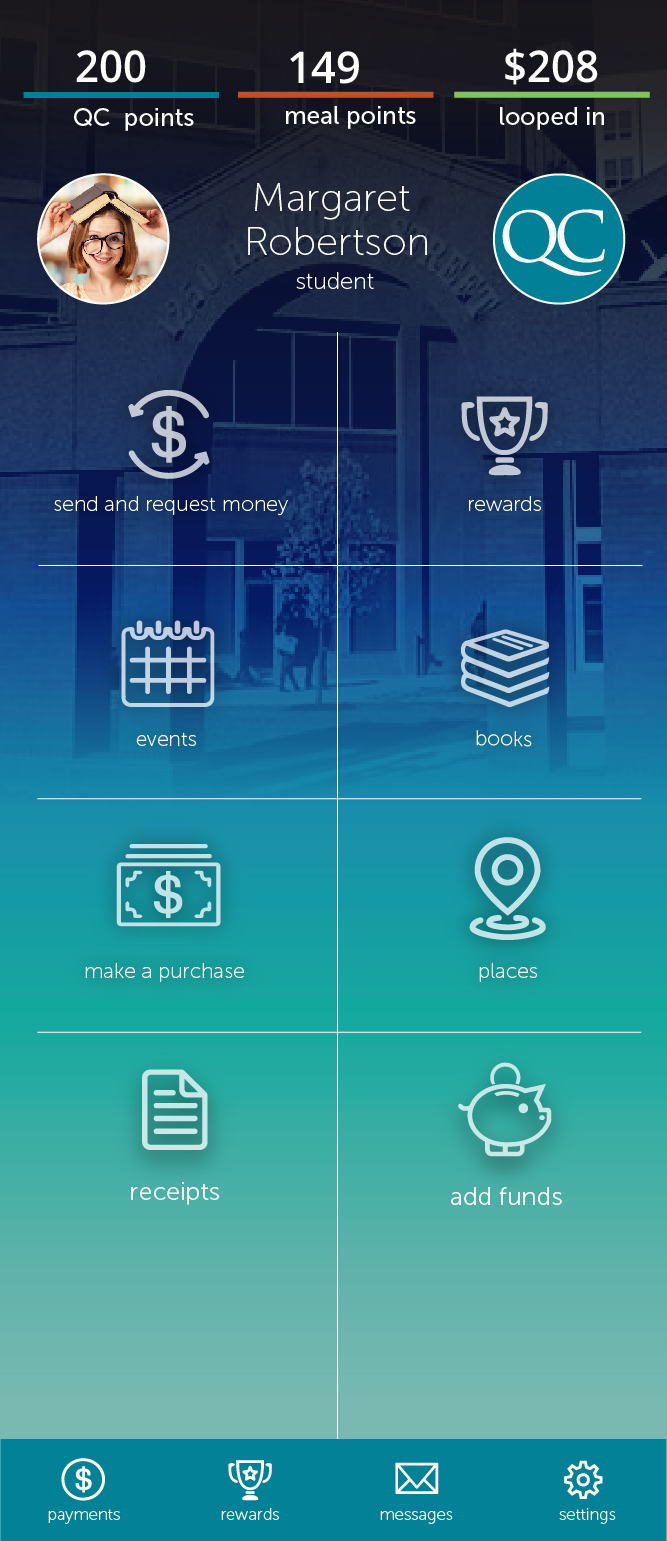 200 149 $208
QC points meal points looped in
Margaret
Robertson
student
QC
send and request money rewards
events books
make a purchase places
receipts add funds
payments rewards messages settings